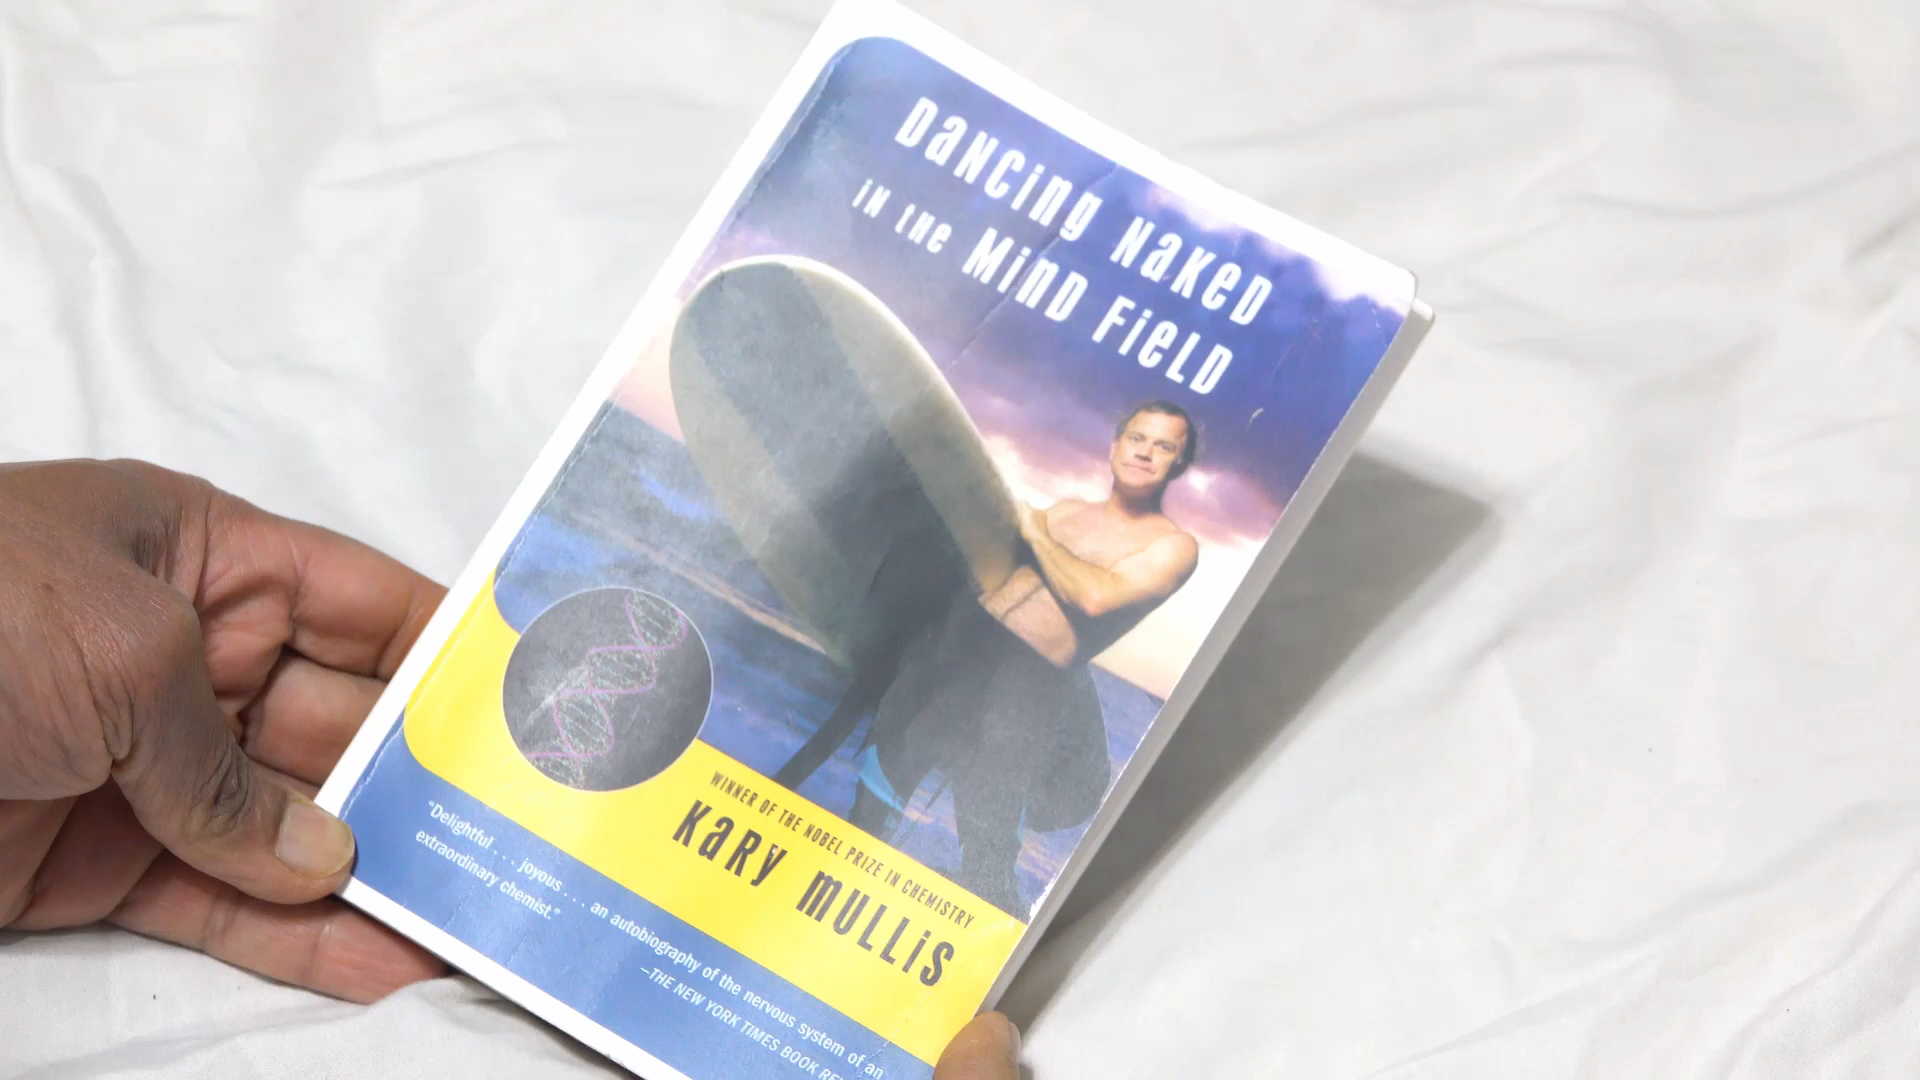 Dancing Naked
in the Mind Field
WINNER OF THE NOBEL PRIZE IN CHEMISTRY
Kary Mullis
"Delightful . . . joyous . . . an autobiography of the nervous system of an
extraordinary chemist."
—THE NEW YORK TIMES BOOK